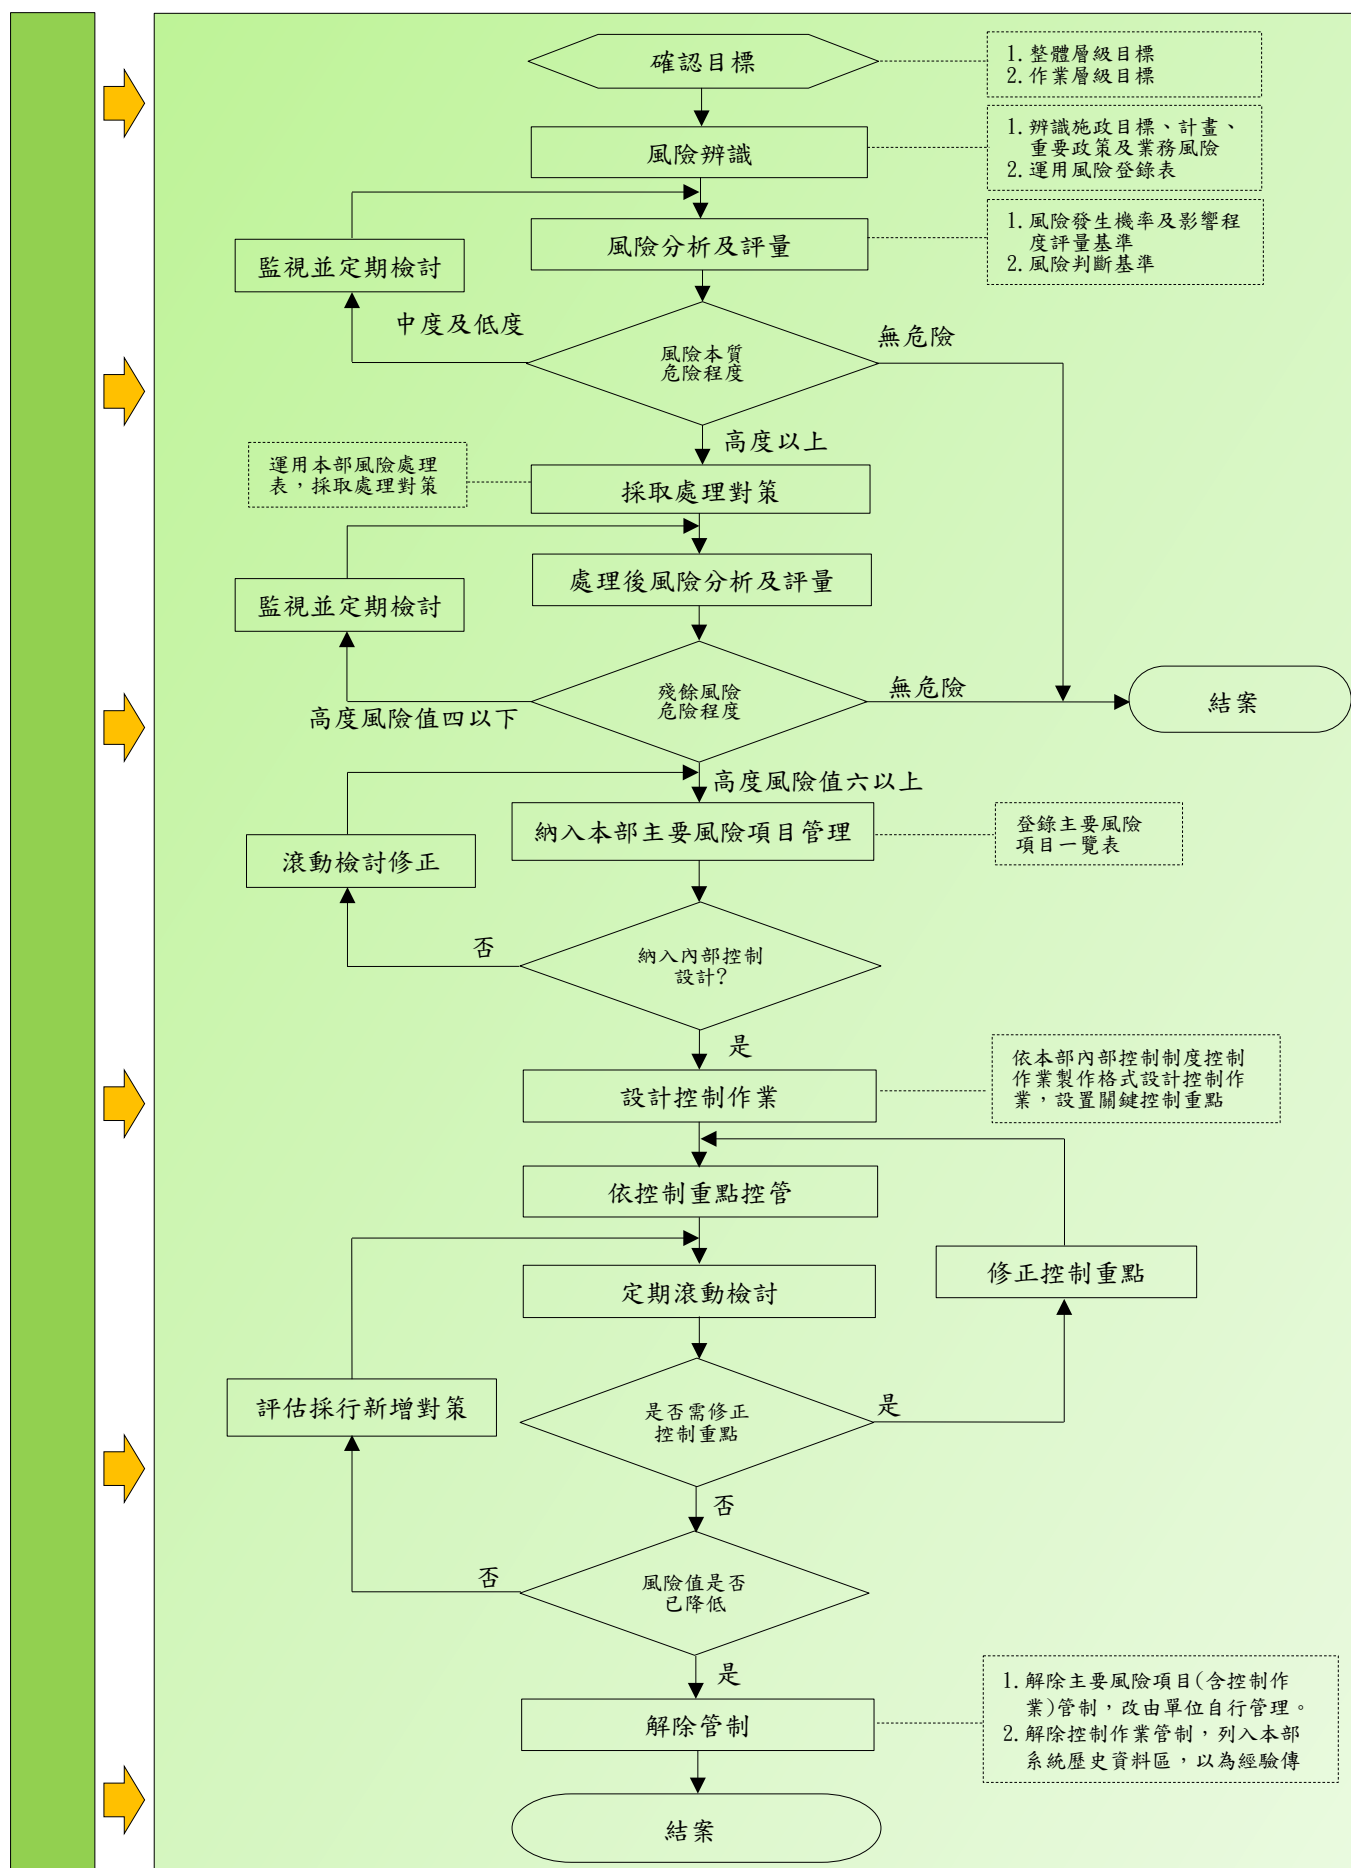 確認目標
1. 整體層級目標
2. 作業層級目標
風險辨識
1. 辨識施政目標、計畫、
重要政策及業務風險
2. 運用風險登錄表
風險分析及評量
1. 風險發生機率及影響程
度評量基準
2. 風險判斷基準
監視並定期檢討
中度及低度
風險本質
危險程度
無危險
高度以上
運用本部風險處理
表，採取處理對策
採取處理對策
處理後風險分析及評量
監視並定期檢討
高度風險值四以下
殘餘風險
危險程度
無危險
結案
高度風險值六以上
納入本部主要風險項目管理
登錄主要風險
項目一覽表
滾動檢討修正
否
納入內部控制
設計?
是
設計控制作業
依本部內部控制制度控制
作業製作格式設計控制作
業，設置關鍵控制重點
依控制重點控管
定期滾動檢討
修正控制重點
評估採行新增對策
是否需修正
控制重點
是
否
否
風險值是否
已降低
是
解除管制
1. 解除主要風險項目(含控制作
業)管制，改由單位自行管理。
2. 解除控制作業管制，列入本部
系統歷史資料區，以為經驗傳
結案